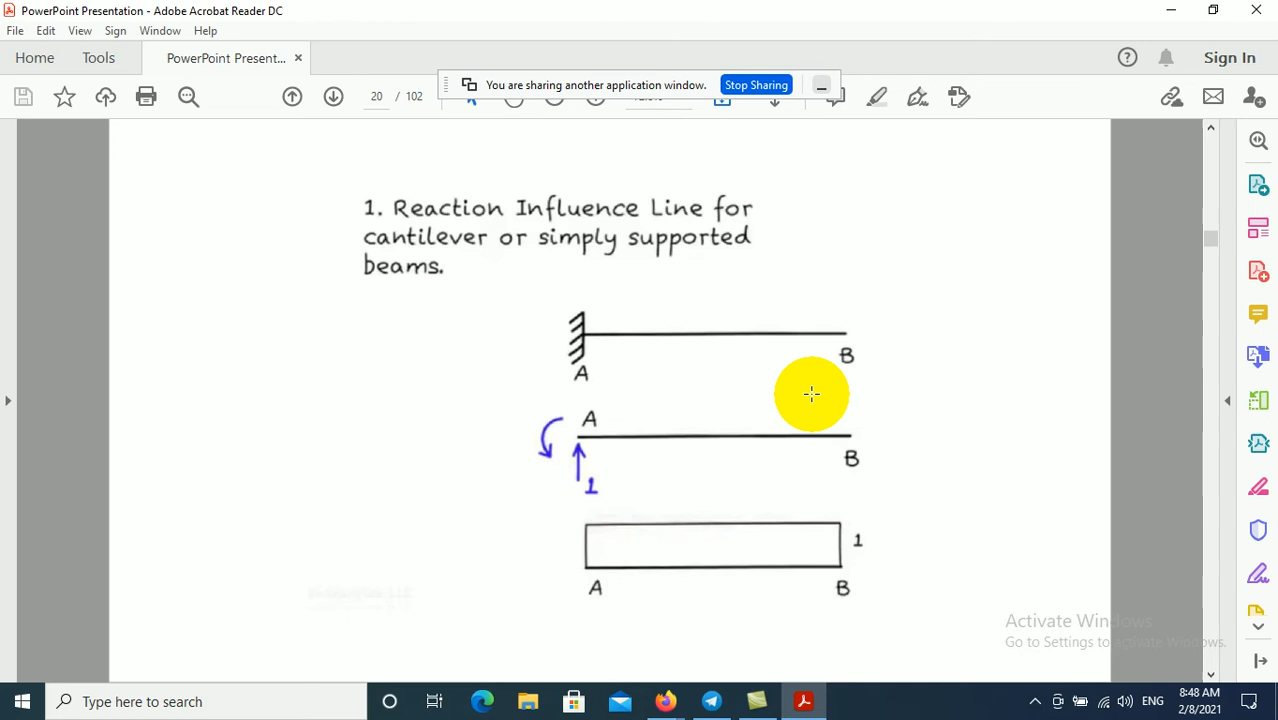 PowerPoint Presentation - Adobe Acrobat Reader DC
File Edit View Sign Window Help
Home Tools PowerPoint Present... Sign In
You are sharing another application window. Stop Sharing
20 / 102
1. Reaction Influence Line for
cantilever or simply supported
beams.
A
B
A
B
1
1
A B
Activate Windows
Go to Settings to activate Windows.
Type here to search
ENG
8:48 AM
2/8/2021